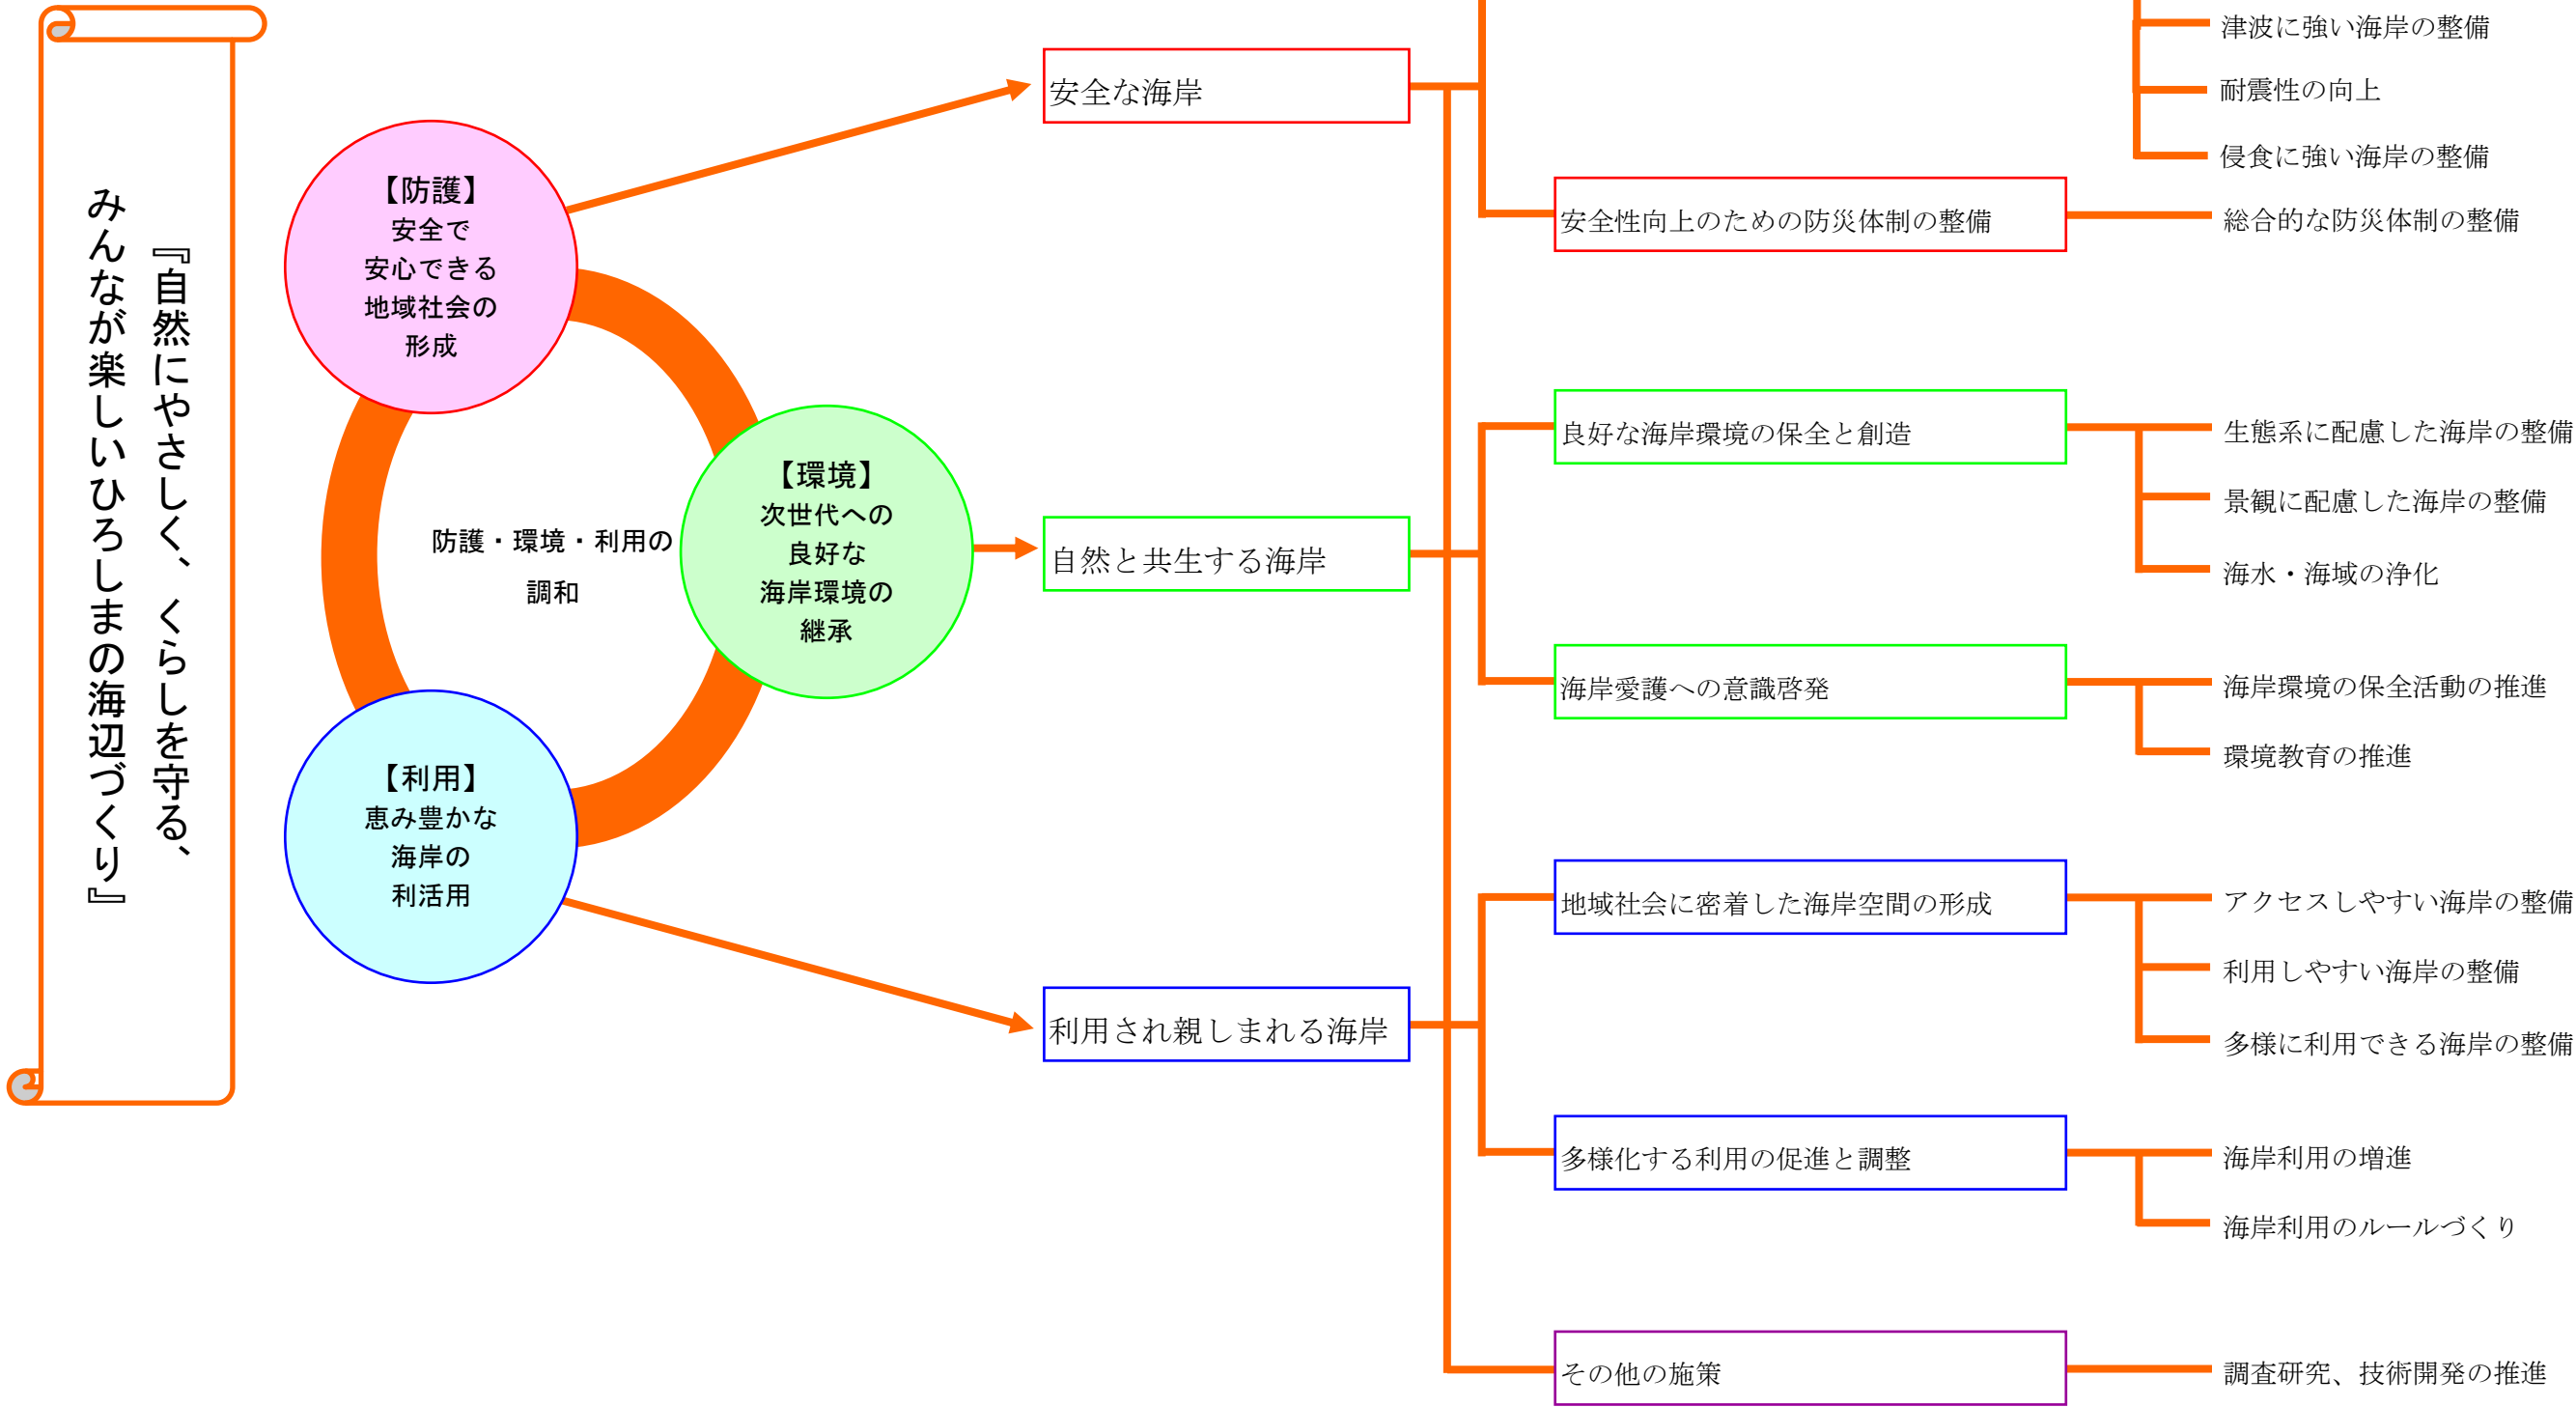 『自然にやさしく、くらしを守る、
みんなが楽しいひろしまの海辺づくり』
【防護】
安全で
安心できる
地域社会の
形成
防護・環境・利用の
調和
【環境】
次世代への
良好な
海岸環境の
継承
【利用】
恵み豊かな
海岸の
利活用
安全な海岸
津波に強い海岸の整備
耐震性の向上
侵食に強い海岸の整備
安全性向上のための防災体制の整備
総合的な防災体制の整備
自然と共生する海岸
良好な海岸環境の保全と創造
生態系に配慮した海岸の整備
景観に配慮した海岸の整備
海水・海域の浄化
海岸愛護への意識啓発
海岸環境の保全活動の推進
環境教育の推進
利用され親しまれる海岸
地域社会に密着した海岸空間の形成
アクセスしやすい海岸の整備
利用しやすい海岸の整備
多様に利用できる海岸の整備
多様化する利用の促進と調整
海岸利用の増進
海岸利用のルールづくり
その他の施策
調査研究、技術開発の推進